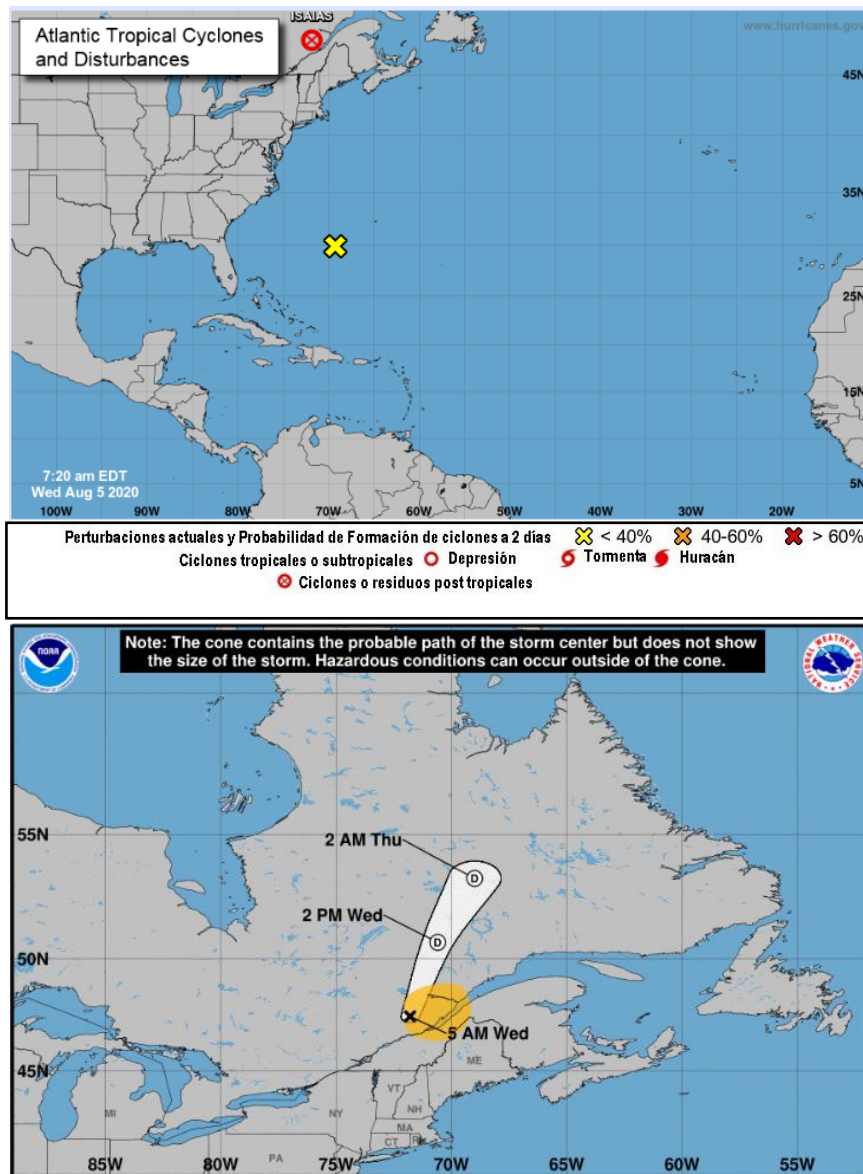 ISAIAS
Atlantic Tropical Cyclones
and Disturbances
www.hurricanes.gov
45N
35N
25N
15N
5N
7:20 am EDT
Wed Aug 5 2020
100W 90W 80W 70W 60W 50W 40W 30W 20W
Perturbaciones actuales y Probabilidad de Formación de ciclones a 2 días < 40% 40-60% > 60%
Ciclones tropicales o subtropicales Depresión Tormenta Huracán
Ciclones o residuos post tropicales
Note: The cone contains the probable path of the storm center but does not show
the size of the storm. Hazardous conditions can occur outside of the cone.
NOAA
NATIONAL WEATHER SERVICE
55N
2 AM Thu
D
2 PM Wed
D
50N
5 AM Wed
ME
45N
VT
MI
NY
NH
MA
CT
PA
85W 80W 75W 70W 65W 60W 55W